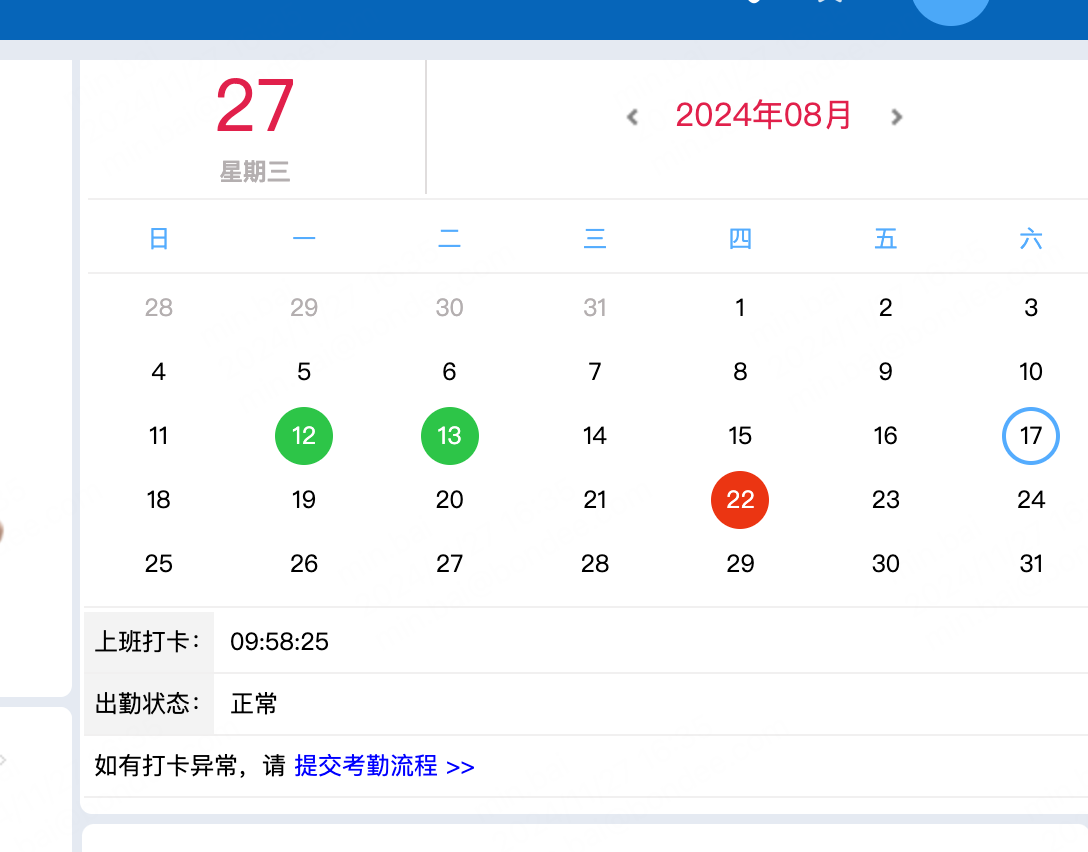 27
星期三
2024年08月
日 一 二 三 四 五 六
28 29 30 31 1 2 3
4 5 6 7 8 9 10
11 12 13 14 15 16 17
18 19 20 21 22 23 24
25 26 27 28 29 30 31
上班打卡： 09:58:25
出勤状态： 正常
如有打卡异常，请 提交考勤流程 >>